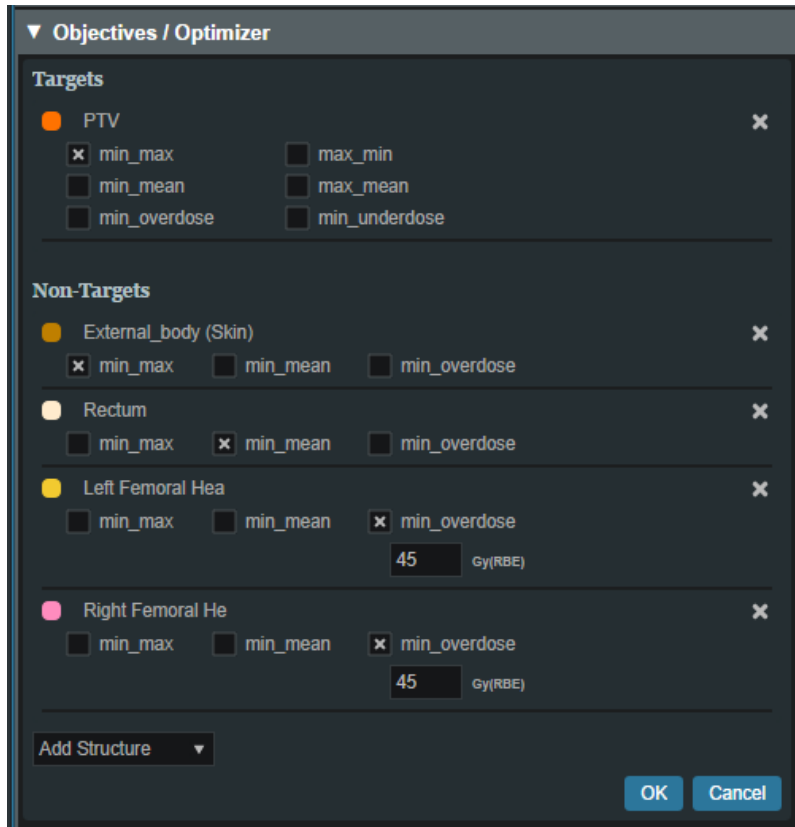 Objectives / Optimizer
Targets
PTV
min_max max_min
min_mean max_mean
min_overdose min_underdose
Non-Targets
External_body (Skin)
min_max min_mean min_overdose
Rectum
min_max min_mean min_overdose
Left Femoral Hea
min_max min_mean min_overdose
45 Gy(RBE)
Right Femoral He
min_max min_mean min_overdose
45 Gy(RBE)
Add Structure
OK Cancel